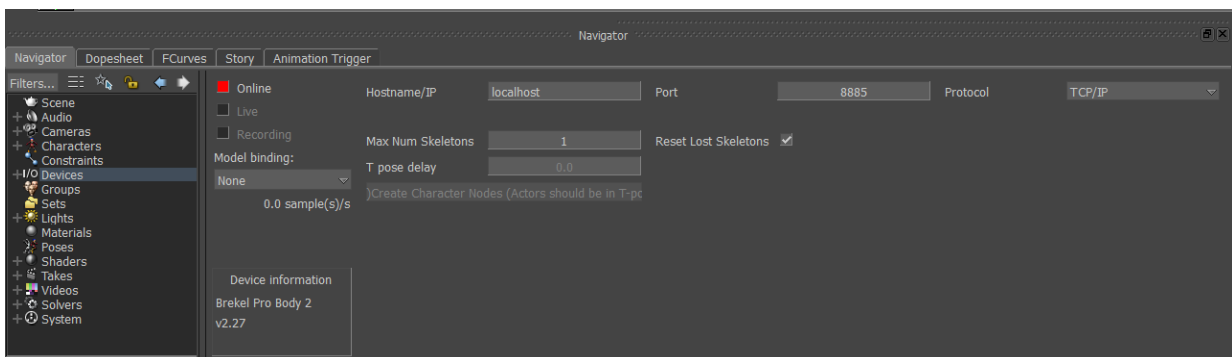 Navigator
Navigator Dopesheet FCurves Story Animation Trigger
Filters...
Scene
Audio
Cameras
Characters
Constraints
I/O Devices
Groups
Sets
Lights
Materials
Poses
Shaders
Takes
Videos
Solvers
System
Online
Live
Recording
Model binding:
None
0.0 sample(s)/s
Device information
Brekel Pro Body 2
v2.27
Hostname/IP localhost Port 8885 Protocol TCP/IP
Max Num Skeletons 1 Reset Lost Skeletons
T pose delay 0.0
)Create Character Nodes (Actors should be in T-po